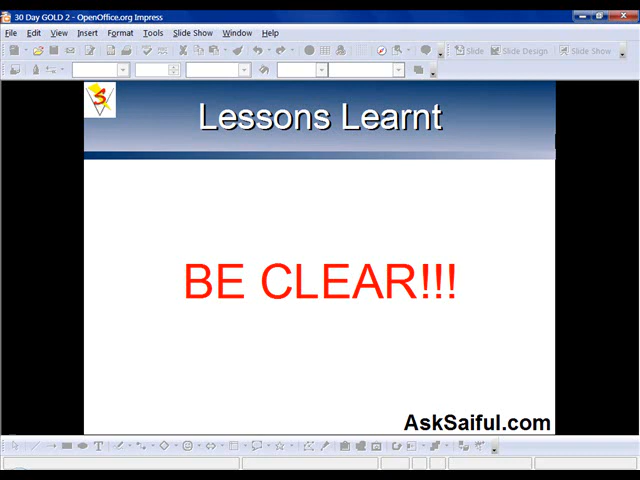 30 Day GOLD 2 - OpenOffice.org Impress
File Edit View Insert Format Tools Slide Show Window Help
Slide Slide Design Slide Show
S
Lessons Learnt
BE CLEAR!!!
AskSaiful.com
T